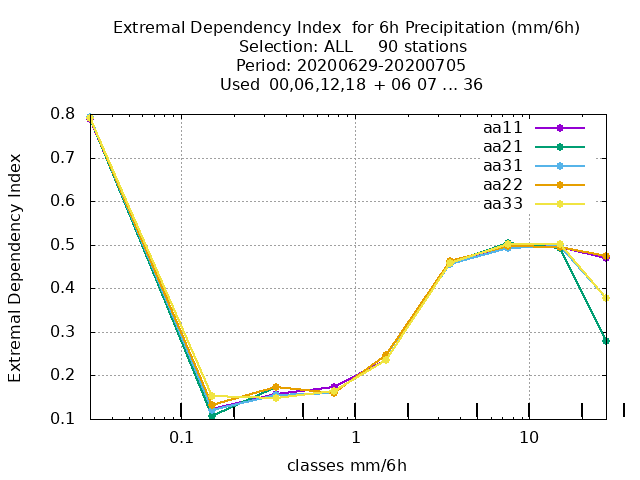 Extremal Dependency Index  for 6h Precipitation (mm/6h)
Selection: ALL     90 stations
Period: 20200629-20200705
Used  00,06,12,18  + 06 07 ... 36
aa11
aa21
aa31
aa22
aa33
0.8
0.7
0.6
0.5
0.4
0.3
0.2
0.1
Extremal Dependency Index
0.1 1 10
classes mm/6h